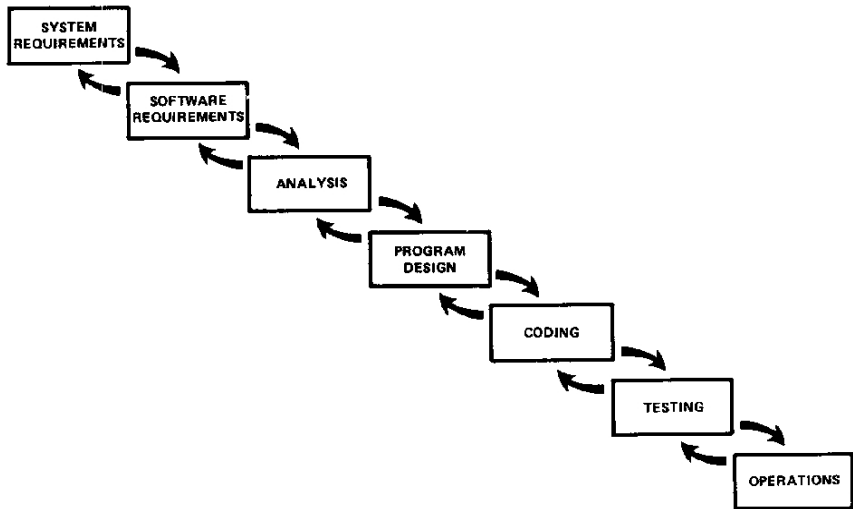 SYSTEM
REQUIREMENTS
SOFTWARE
REQUIREMENTS
ANALYSIS
PROGRAM
DESIGN
CODING
TESTING
OPERATIONS